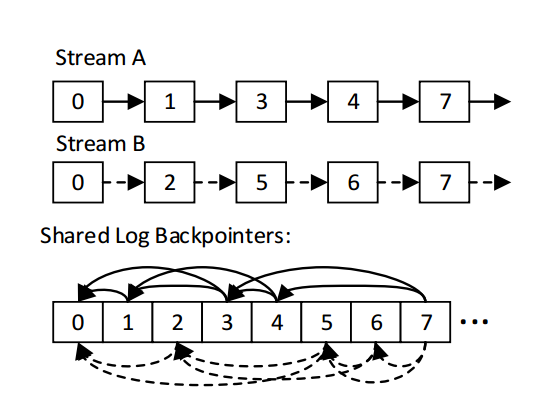 Stream A
0 1 3 4 7
Stream B
0 2 5 6 7
Shared Log Backpointers:
0 1 2 3 4 5 6 7 ...